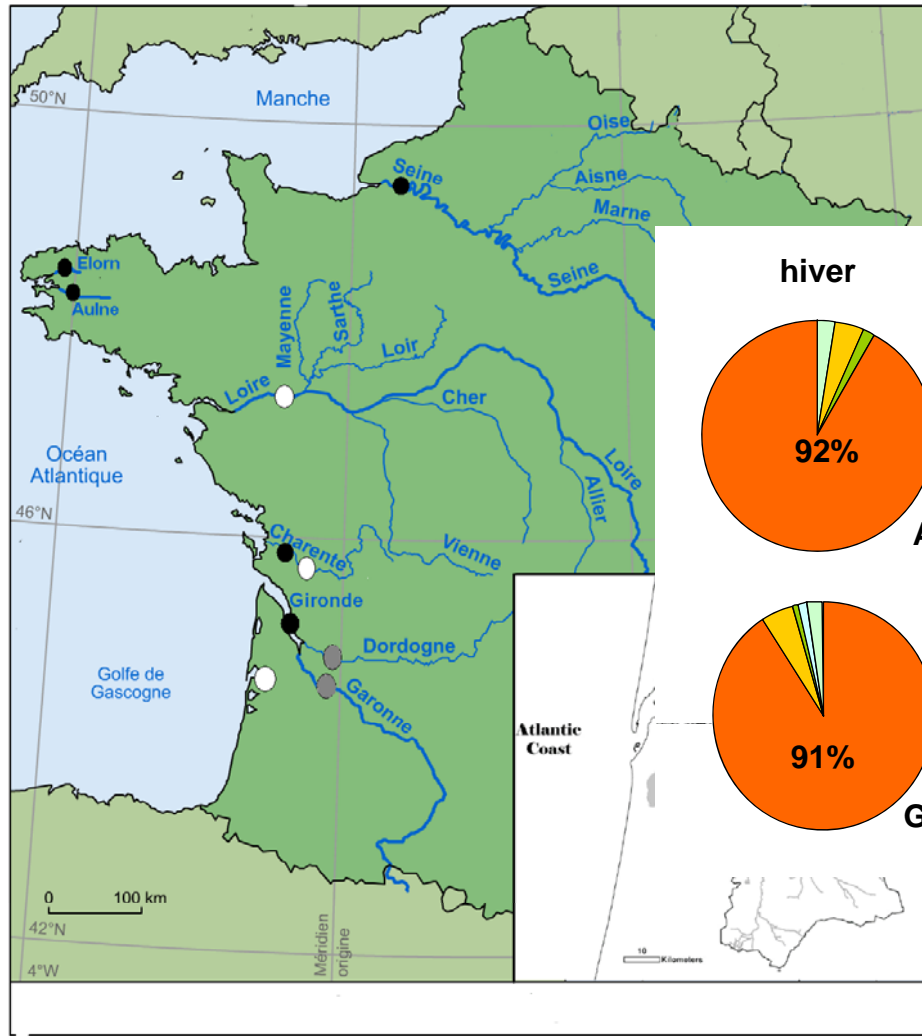 50°N
Manche
Oise
Seine
Aisne
Marne
Elorn
Aulne
Seine
hiver
Mayenne
Sarthe
Loir
Loire
Cher
92%
Océan
Atlantique
Loire
Allier
46°N
A
Charente
Vienne
Gironde
Dordogne
Golfe de
Gascogne
Garonne
Atlantic
Coast
91%
G
0
100 km
Méridien
origine
42°N
4°W
10
Kilometers